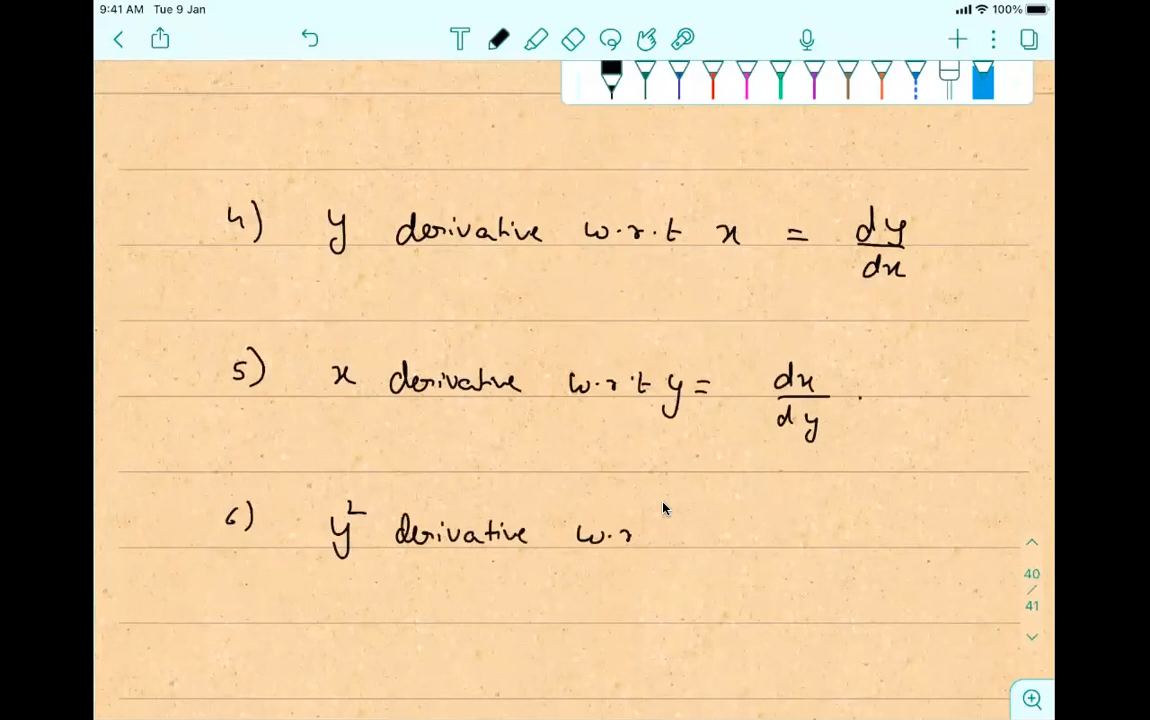 9:41 AM Tue 9 Jan
100%
4) y derivative w.r.t x = dy/dx
5) x derivative w.r.t y = dx/dy .
6) y² derivative w.r
40
/
41